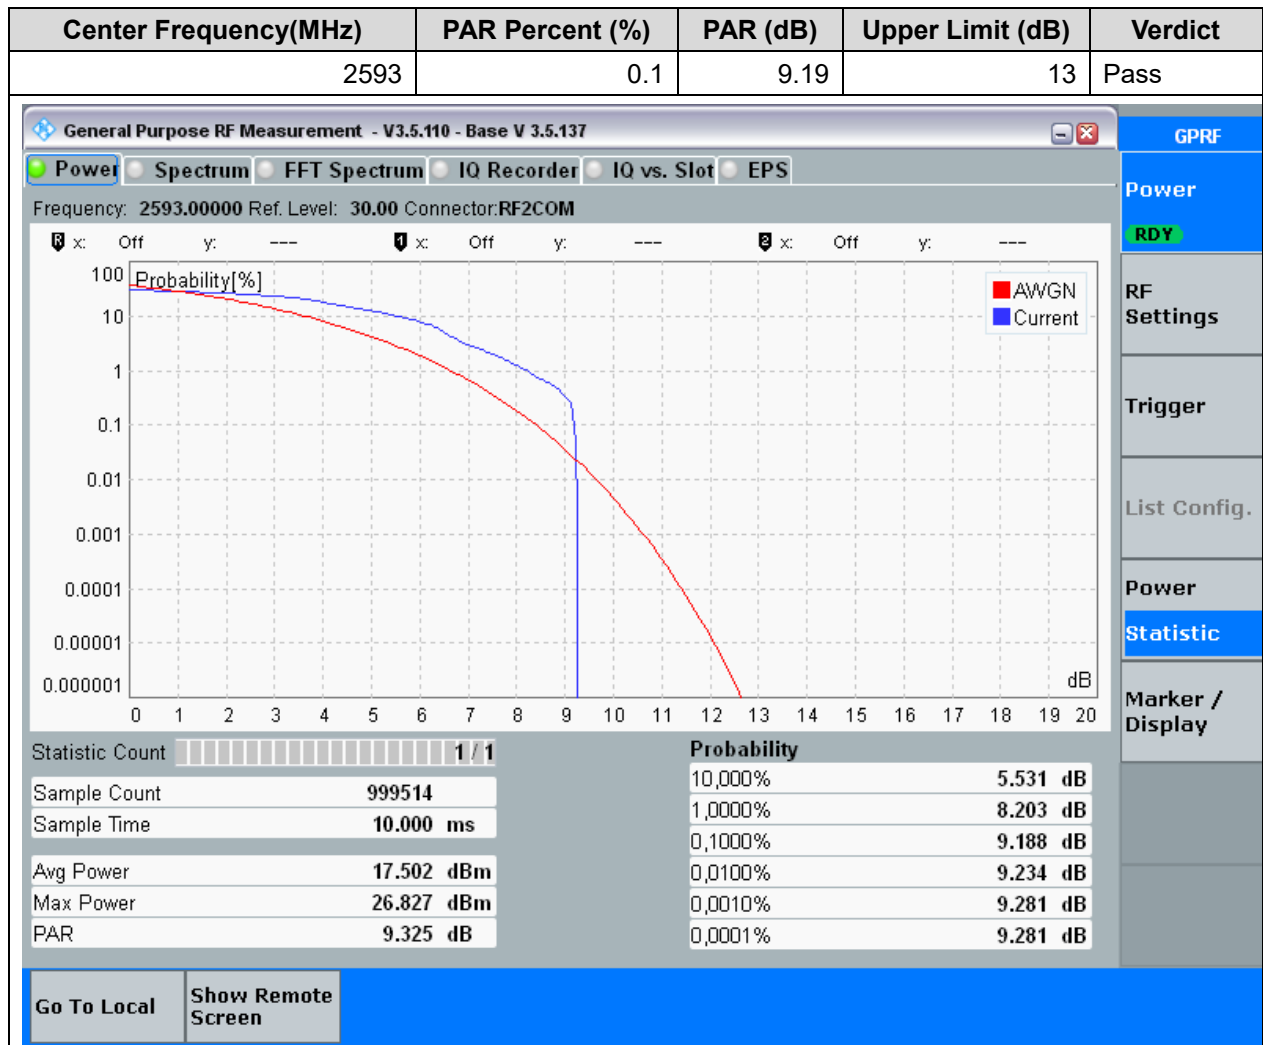 Center Frequency(MHz) PAR Percent (%) PAR (dB) Upper Limit (dB) Verdict
2593 0.1 9.19 13 Pass
General Purpose RF Measurement - V3.5.110 - Base V 3.5.137
GPRF
Power Spectrum FFT Spectrum IQ Recorder IQ vs. Slot EPS
Power
RDY
Frequency: 2593.00000 Ref. Level: 30.00 Connector:RF2COM
R x: Off y: --- 1 x: Off y: --- 2 x: Off y: ---
Probability[%]
AWGN
Current
100
10
1
0.1
0.01
0.001
0.0001
0.00001
0.000001
dB
0 1 2 3 4 5 6 7 8 9 10 11 12 13 14 15 16 17 18 19 20
RF
Settings
Trigger
List Config.
Power
Statistic
Marker /
Display
Statistic Count 1 / 1
Sample Count 999514
Sample Time 10.000 ms
Avg Power 17.502 dBm
Max Power 26.827 dBm
PAR 9.325 dB
Probability
10,000% 5.531 dB
1,0000% 8.203 dB
0,1000% 9.188 dB
0,0100% 9.234 dB
0,0010% 9.281 dB
0,0001% 9.281 dB
Go To Local
Show Remote
Screen